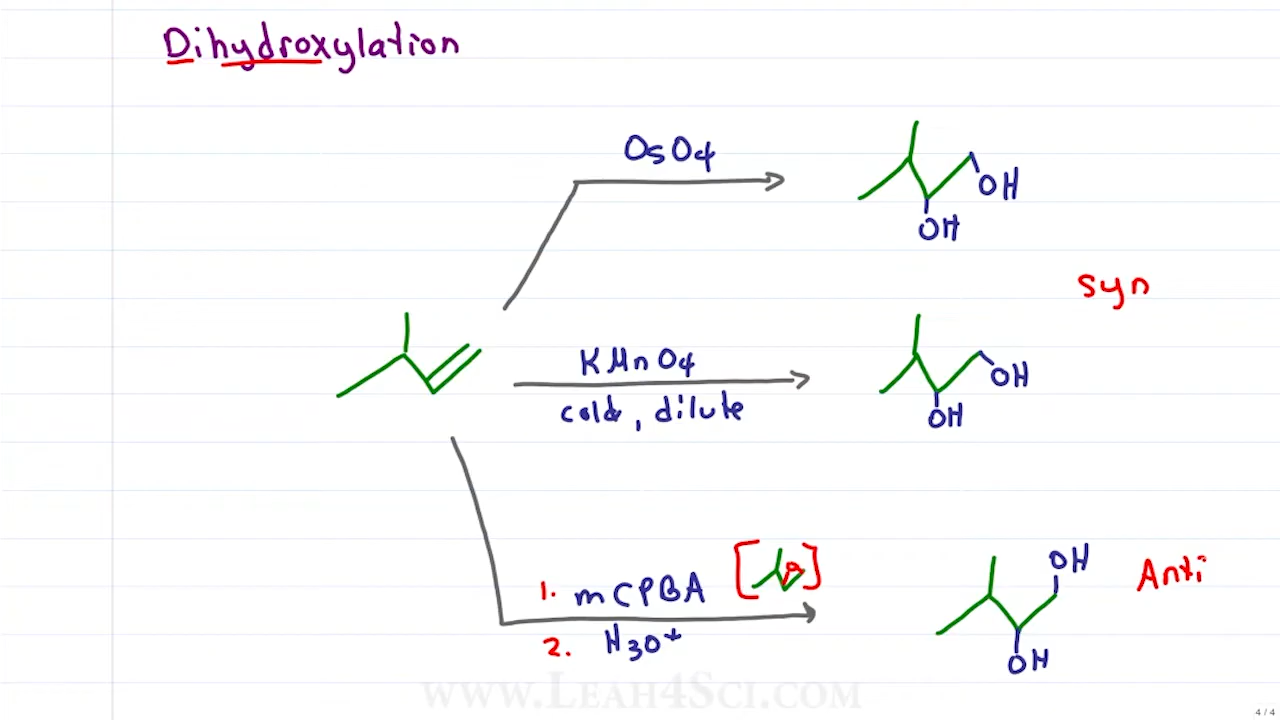 Dihydroxylation
OsO4
OH
OH
Syn
KMnO4
cold, dilute
OH
OH
1. mCPBA [O]
OH
Anti
2. H3O+
OH
www.Leah4Sci.com
4 / 4